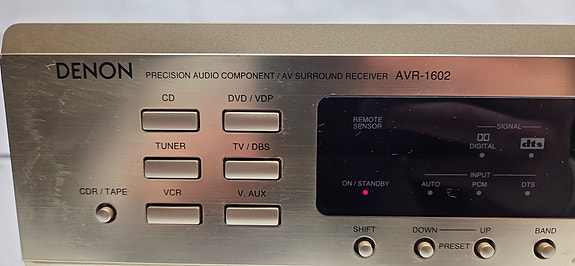 DENON PRECISION AUDIO COMPONENT / AV SURROUND RECEIVER AVR-1602
CD DVD / VDP
TUNER TV / DBS
CDR / TAPE VCR V. AUX
REMOTE
SENSOR
SIGNAL
DIGITAL dts
INPUT
ON / STANDBY AUTO PCM DTS
SHIFT DOWN UP BAND
PRESET